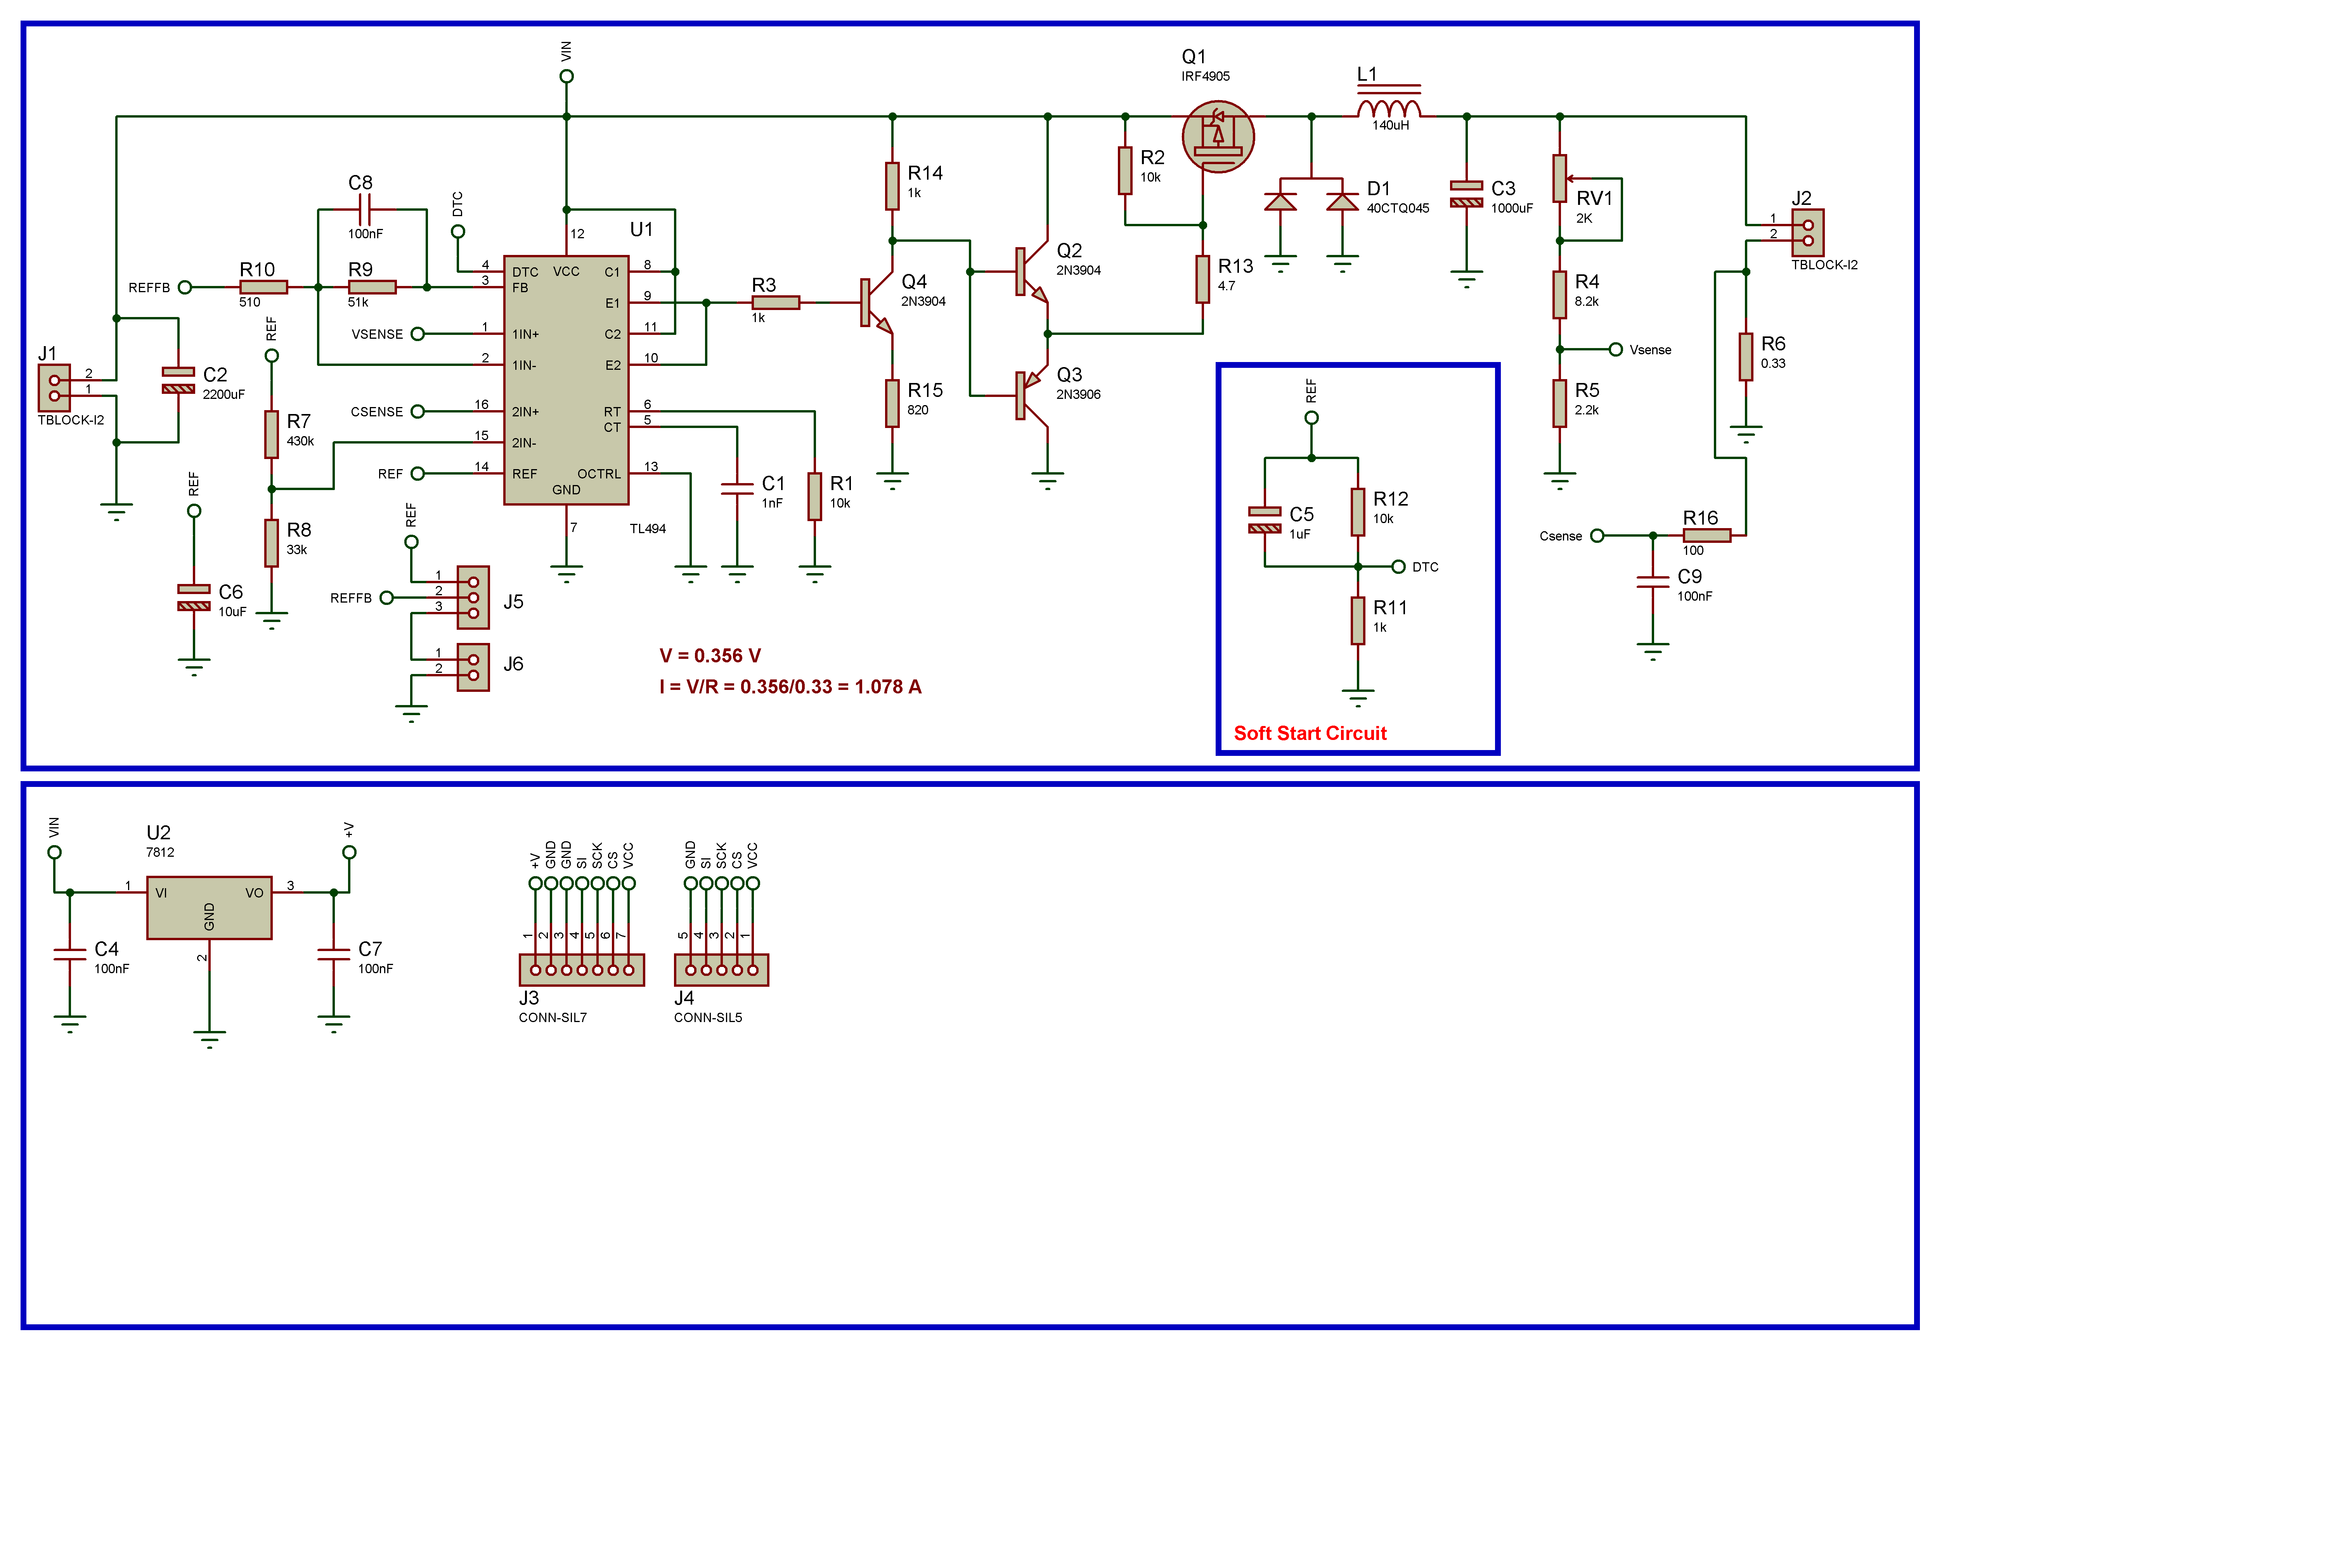 VIN
Q1
IRF4905
L1
140uH
R14
1k
R2
10k
D1
40CTQ045
C3
1000uF
RV1
2K
J2
1
2
TBLOCK-I2
C8
100nF
DTC
U1
12
Q4
2N3904
Q2
2N3904
R13
4.7
REFFB
R10
510
R9
51k
4
DTC
VCC
C1
8
3
FB
E1
9
R3
1k
R4
8.2k
REF
VSENSE
1
1IN+
C2
11
2
1IN-
E2
10
Q3
2N3906
Vsense
R6
0.33
J1
2
1
TBLOCK-I2
C2
2200uF
CSENSE
16
2IN+
RT
6
CT
5
R15
820
REF
R5
2.2k
R7
430k
15
2IN-
REF
14
REF
OCTRL
13
GND
7
TL494
C1
1nF
R1
10k
C5
1uF
R12
10k
DTC
R11
1k
Soft Start Circuit
Csense
R16
100
C9
100nF
REF
R8
33k
C6
10uF
REF
REFFB
1
2
3
J5
1
2
J6
V = 0.356 V
I = V/R = 0.356/0.33 = 1.078 A
VIN
U2
7812
+V
1
VI
VO
3
GND
2
C4
100nF
C7
100nF
+V
GND
GND
SI
SCK
CS
VCC
1
2
3
4
5
6
7
J3
CONN-SIL7
GND
SI
SCK
CS
VCC
5
4
3
2
1
J4
CONN-SIL5